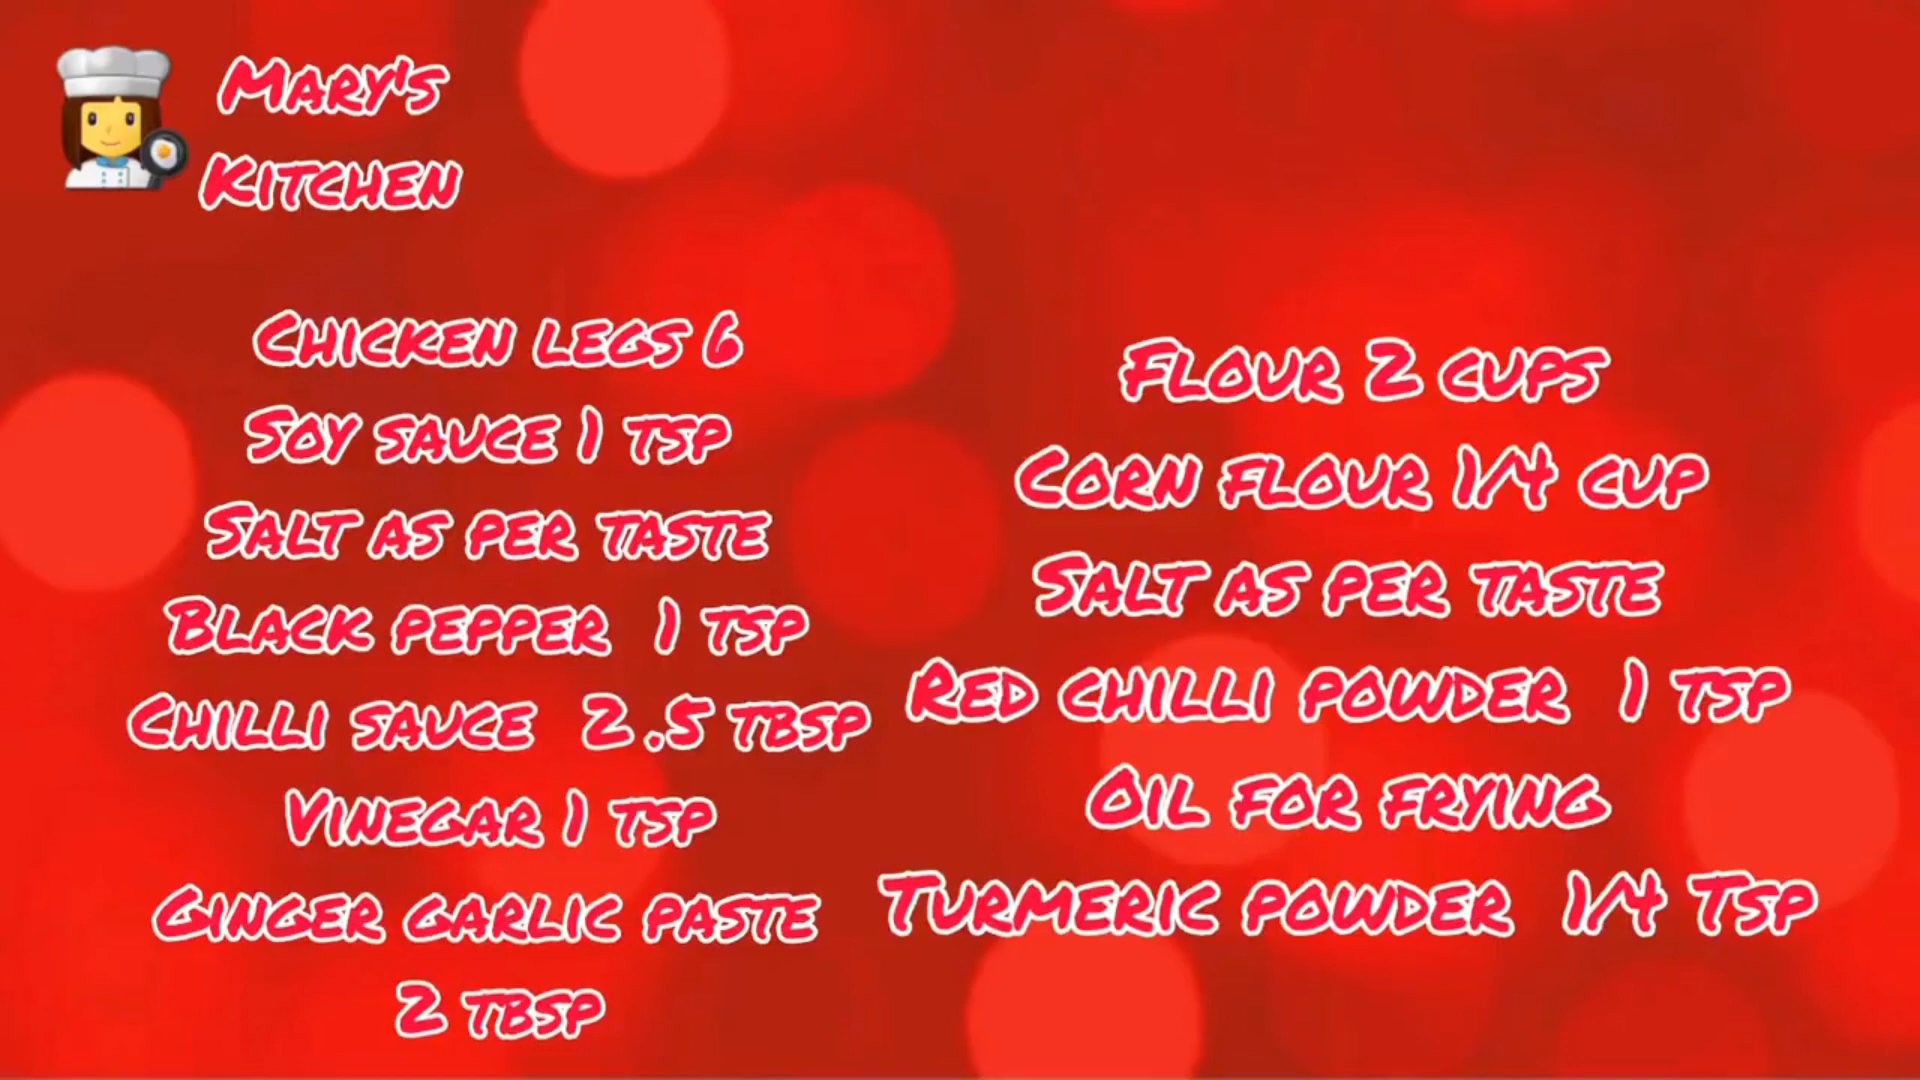 Mary's
Kitchen
Chicken legs 6
Soy sauce 1 tsp
Salt as per taste
Black pepper 1 tsp
Chilli sauce 2.5 tbsp
Vinegar 1 tsp
Ginger garlic paste
2 tbsp
Flour 2 cups
Corn flour 1/4 cup
Salt as per taste
Red chilli powder 1 tsp
Oil for frying
Turmeric powder 1/4 Tsp